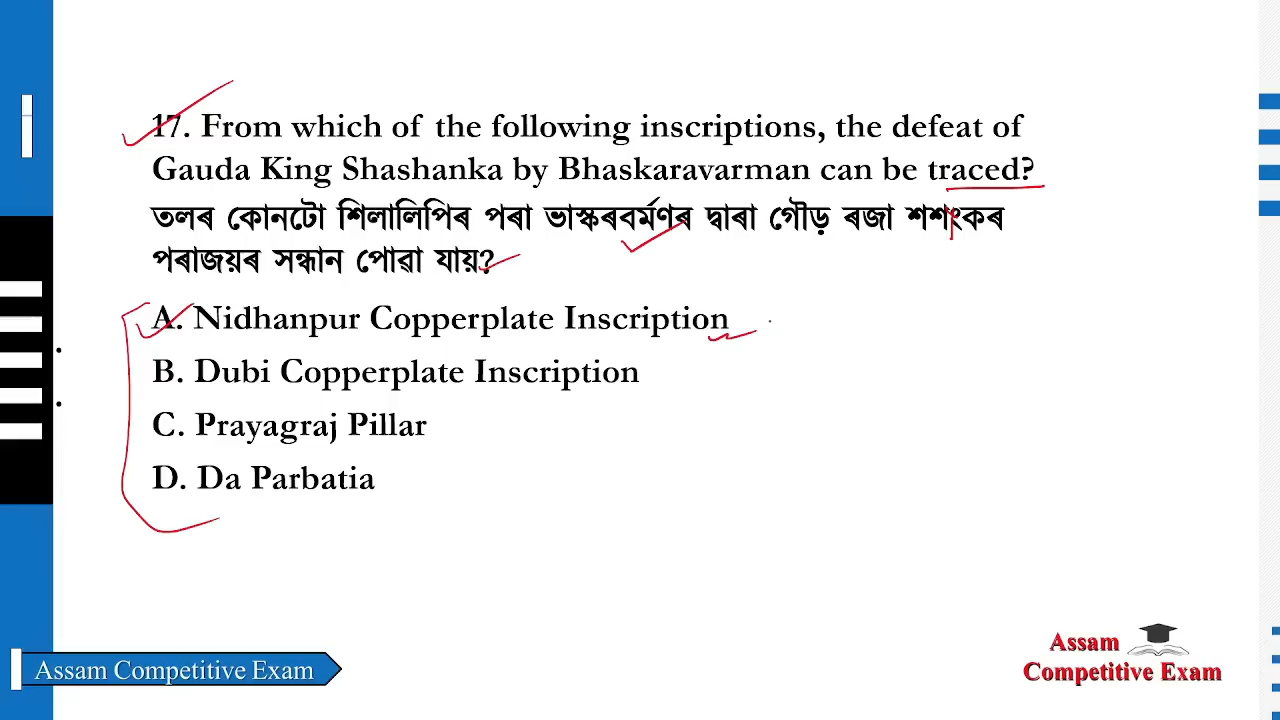 17. From which of the following inscriptions, the defeat of
Gauda King Shashanka by Bhaskaravarman can be traced?
তলৰ কোনটো শিলালিপিৰ পৰা ভাস্কৰবৰ্মণৰ দ্বাৰা গৌড় ৰজা শশাংকৰ
পৰাজয়ৰ সন্ধান পোৱা যায়?
A. Nidhanpur Copperplate Inscription
B. Dubi Copperplate Inscription
C. Prayagraj Pillar
D. Da Parbatia
Assam Competitive Exam
Assam
Competitive Exam